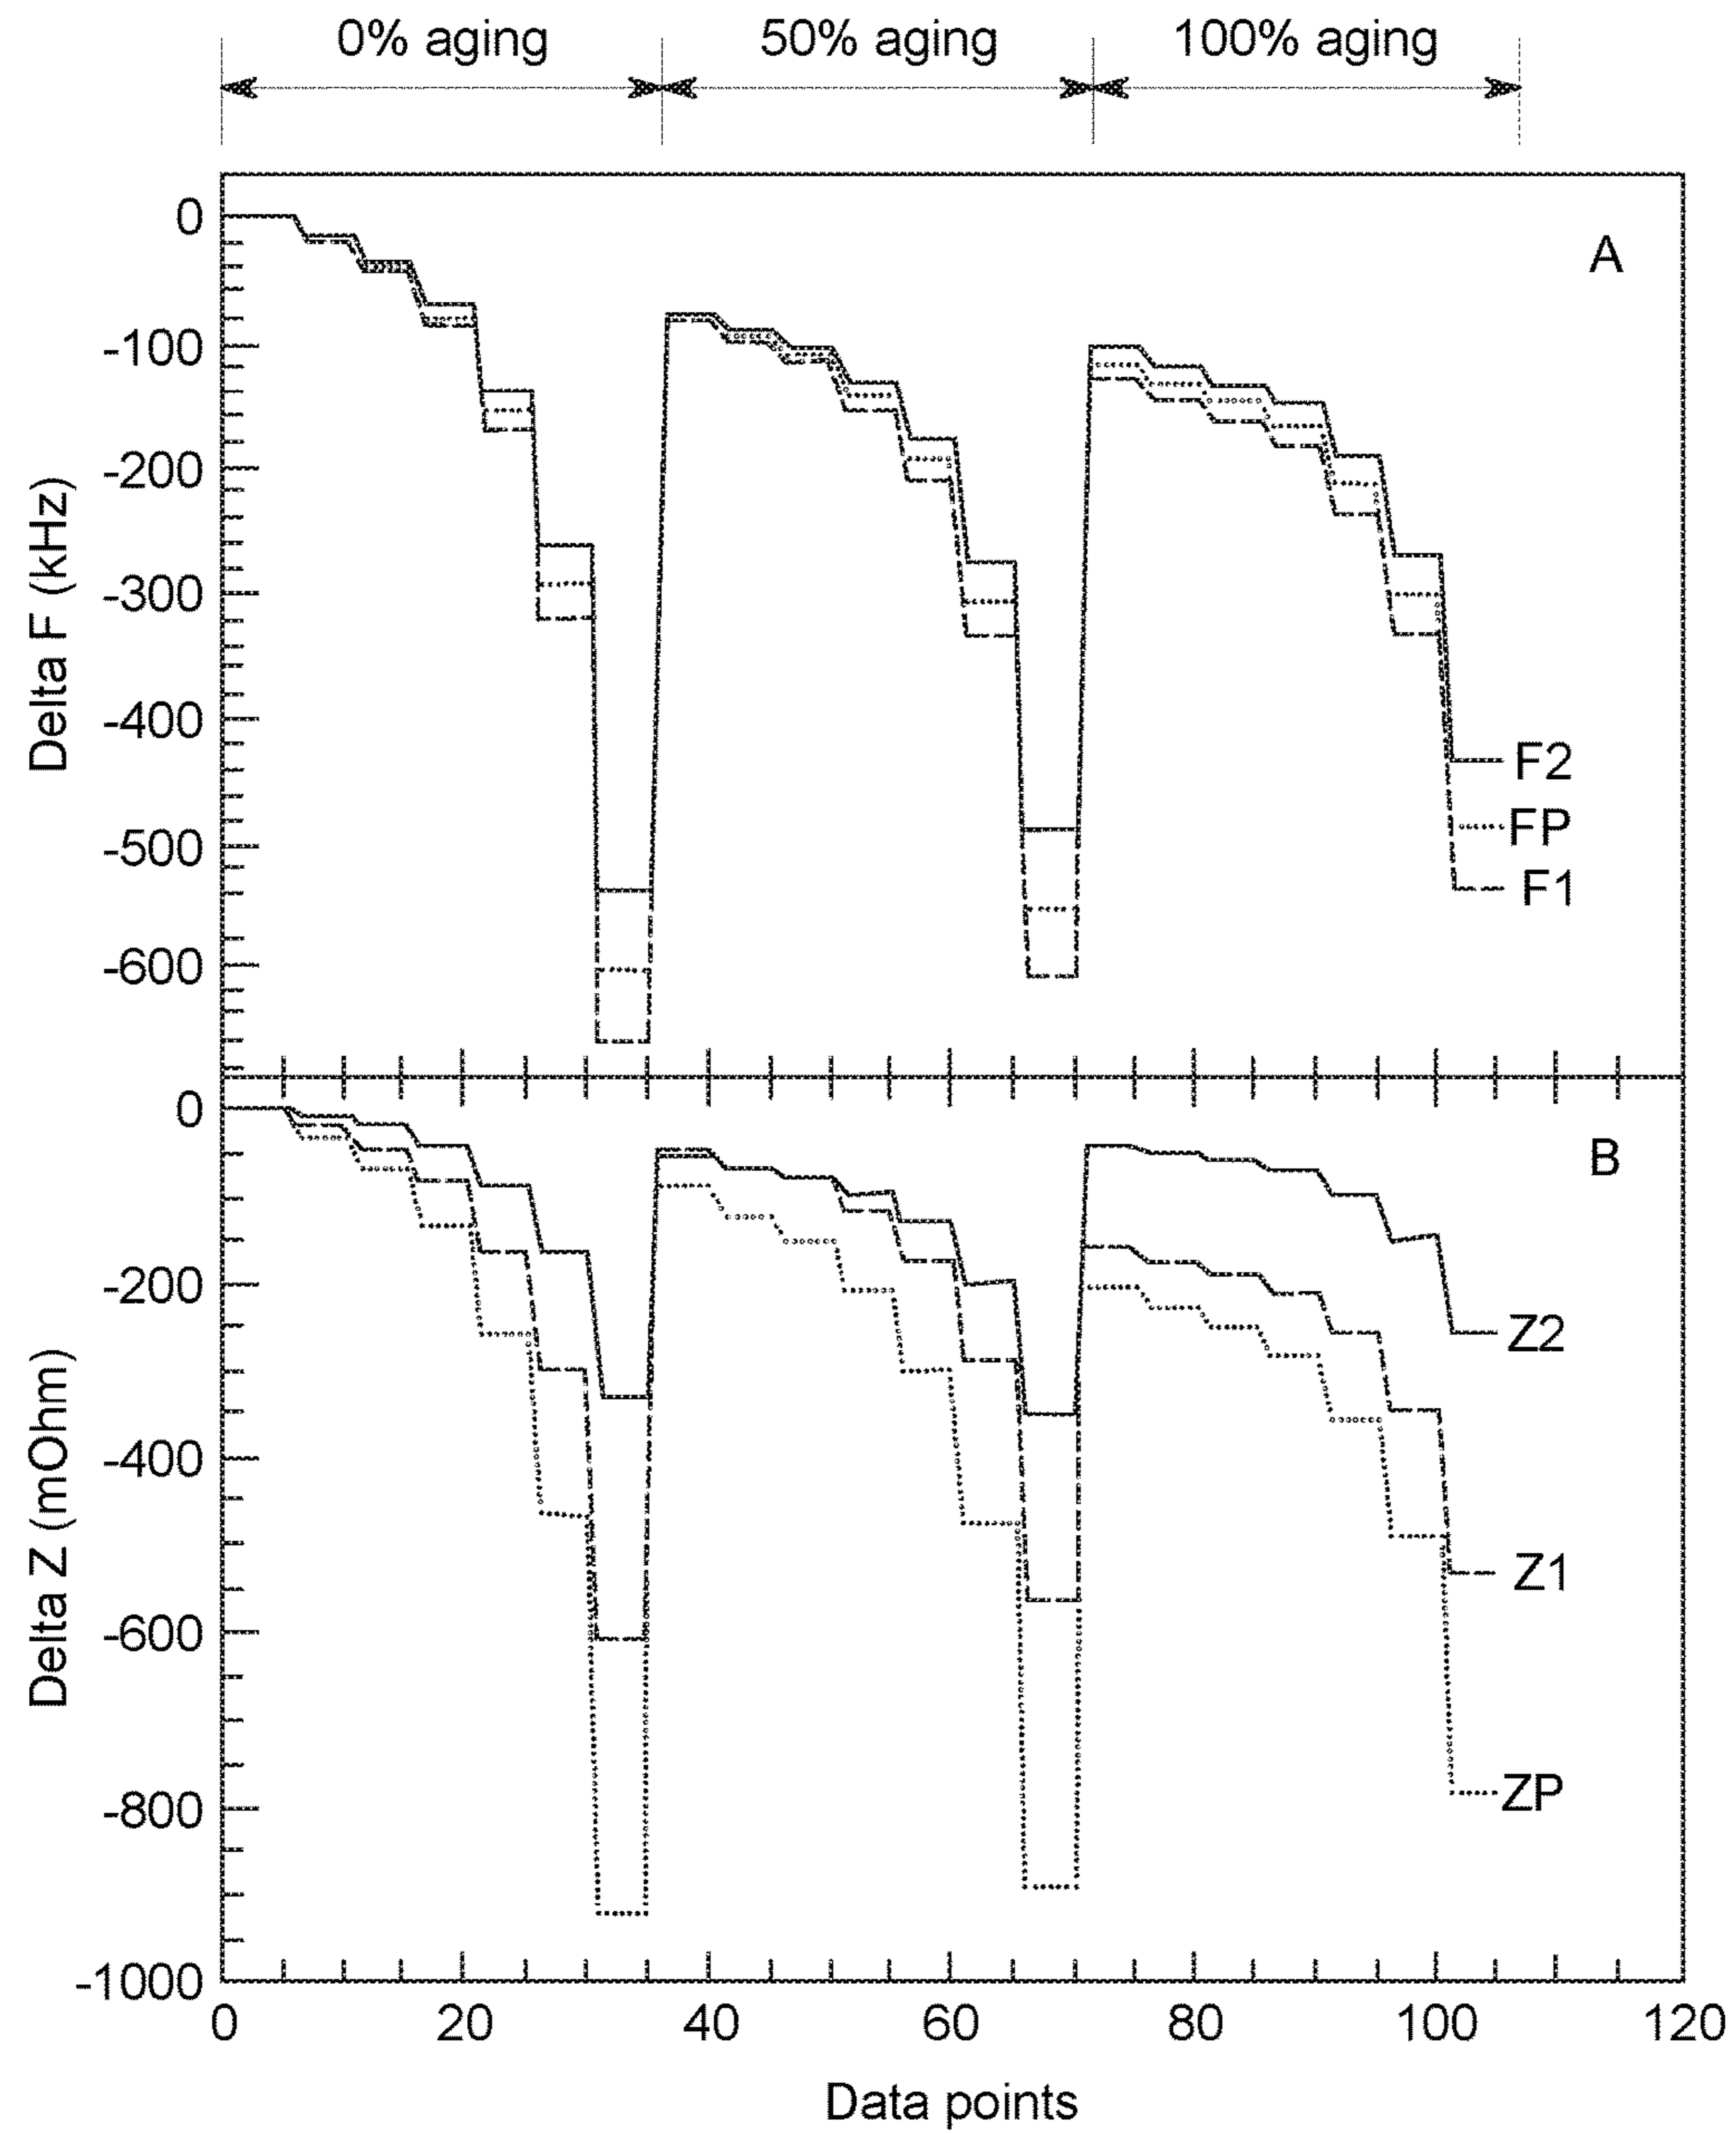 0% aging 50% aging 100% aging
A
0
-100
-200
-300
-400
-500
-600
Delta F (kHz)
F2
FP
F1
B
0
-200
-400
-600
-800
-1000
Delta Z (mOhm)
Z2
Z1
ZP
0 20 40 60 80 100 120
Data points